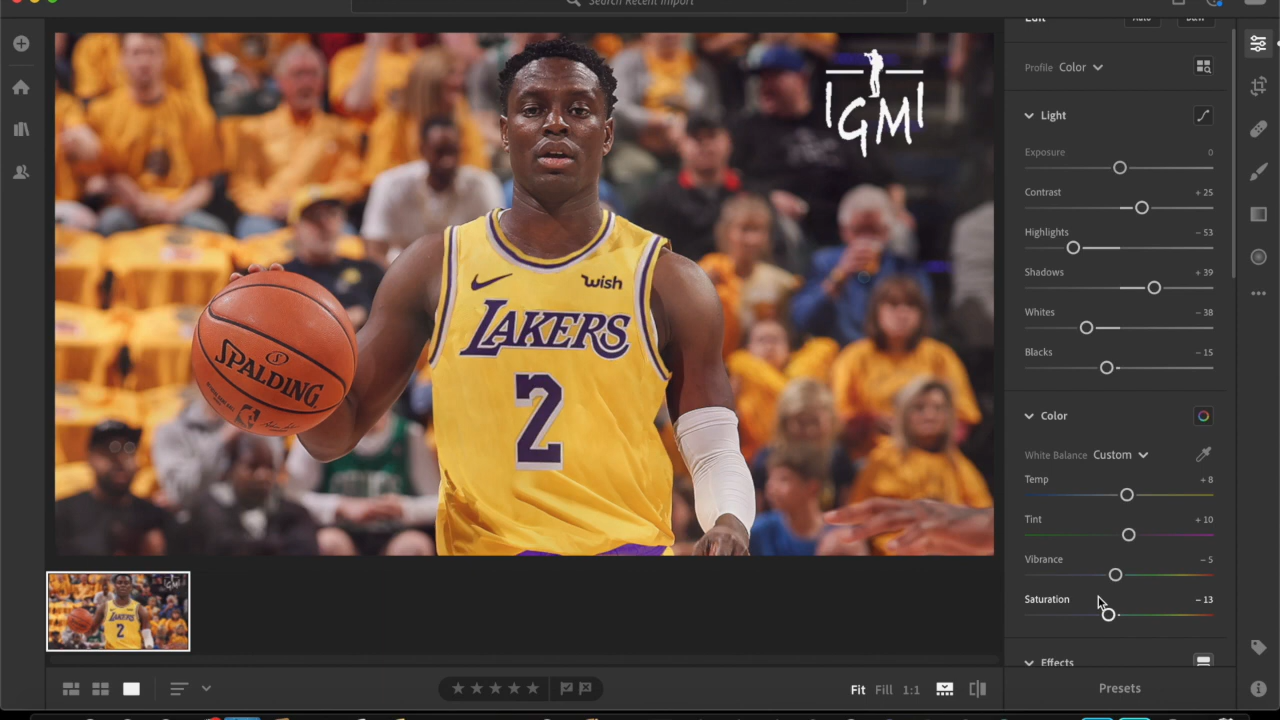 Search Recent Import
Edit
Auto
B&W
Profile Color
Light
Exposure 0
Contrast + 25
Highlights – 53
Shadows + 39
Whites – 38
Blacks – 15
Color
White Balance Custom
Temp + 8
Tint + 10
Vibrance – 5
Saturation – 13
Effects
Presets
Fit Fill 1:1
GM
wish
LAKERS
2
SPALDING